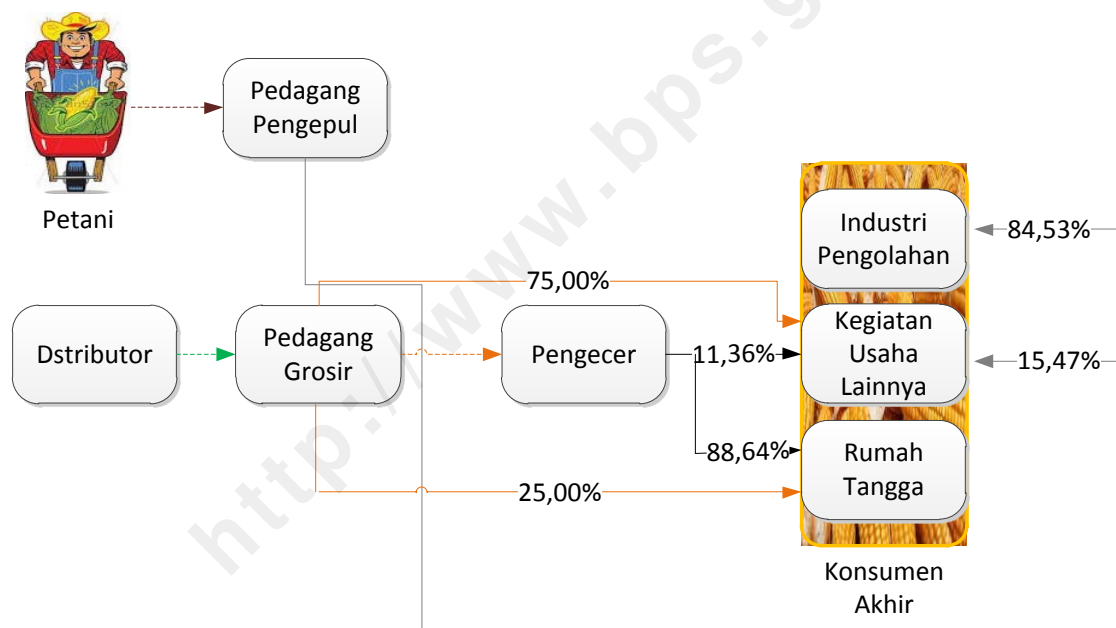 Pedagang
Pengepul
Petani
Industri
Pengolahan
84,53%
75,00%
Dstributor
Pedagang
Grosir
Pengecer
11,36%
Kegiatan
Usaha
Lainnya
15,47%
88,64%
Rumah
Tangga
25,00%
Konsumen
Akhir
http://www.bps.g